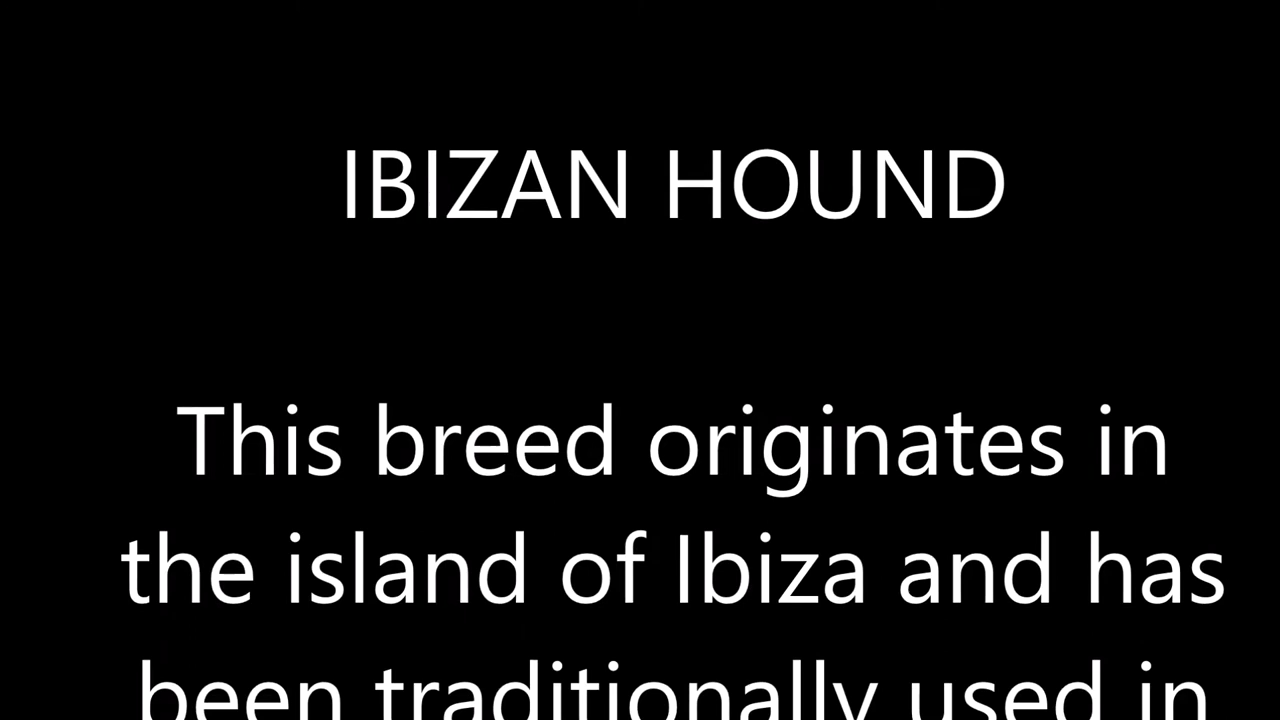 IBIZAN HOUND
This breed originates in
the island of Ibiza and has
been traditionally used in